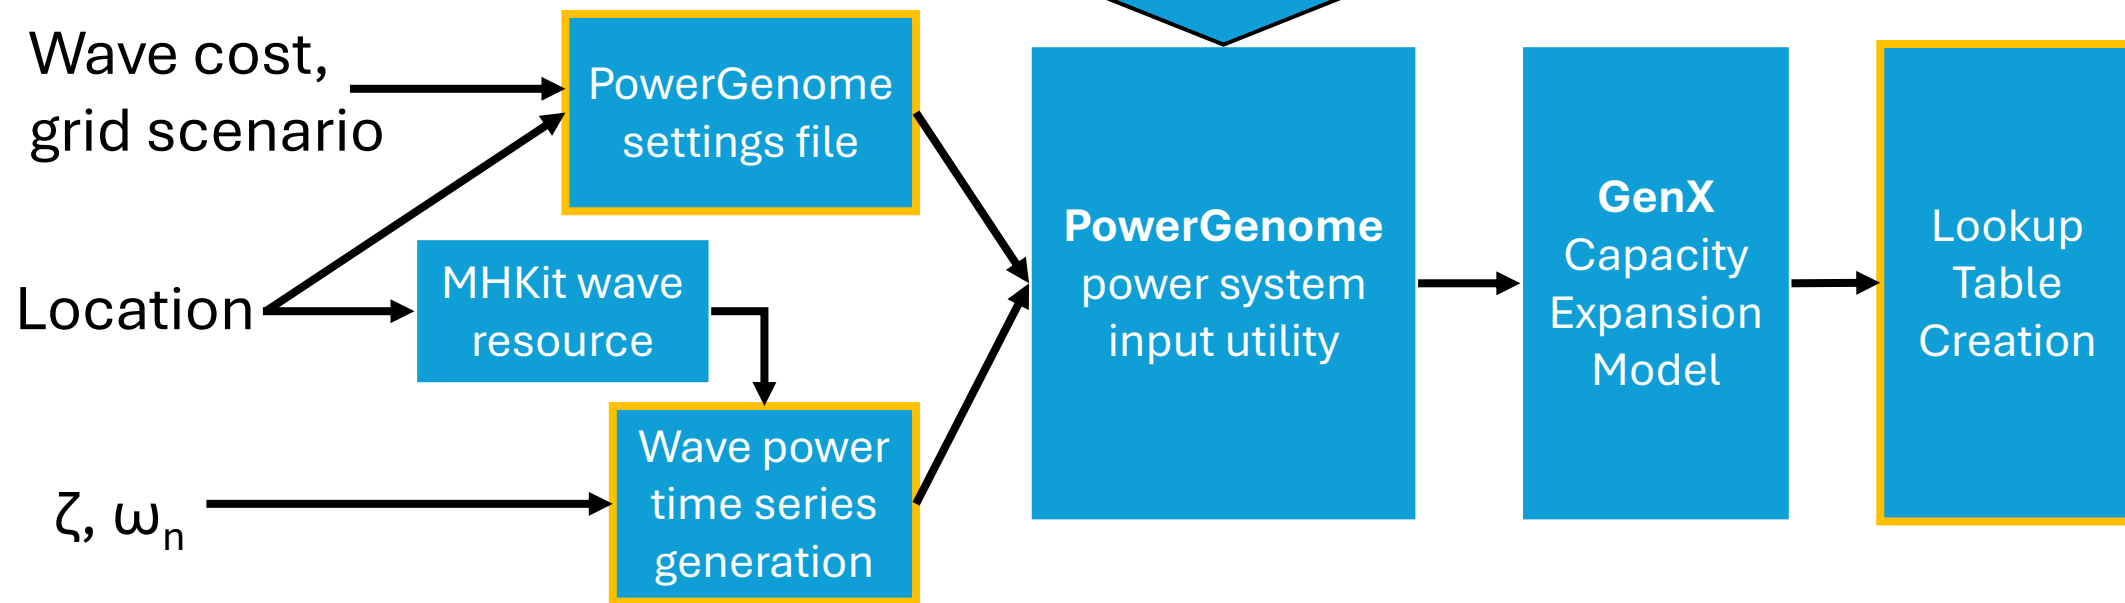 Wave cost,
grid scenario
PowerGenome
settings file
Location
MHKit wave
resource
ζ, ωn
Wave power
time series
generation
PowerGenome
power system
input utility
GenX
Capacity
Expansion
Model
Lookup
Table
Creation